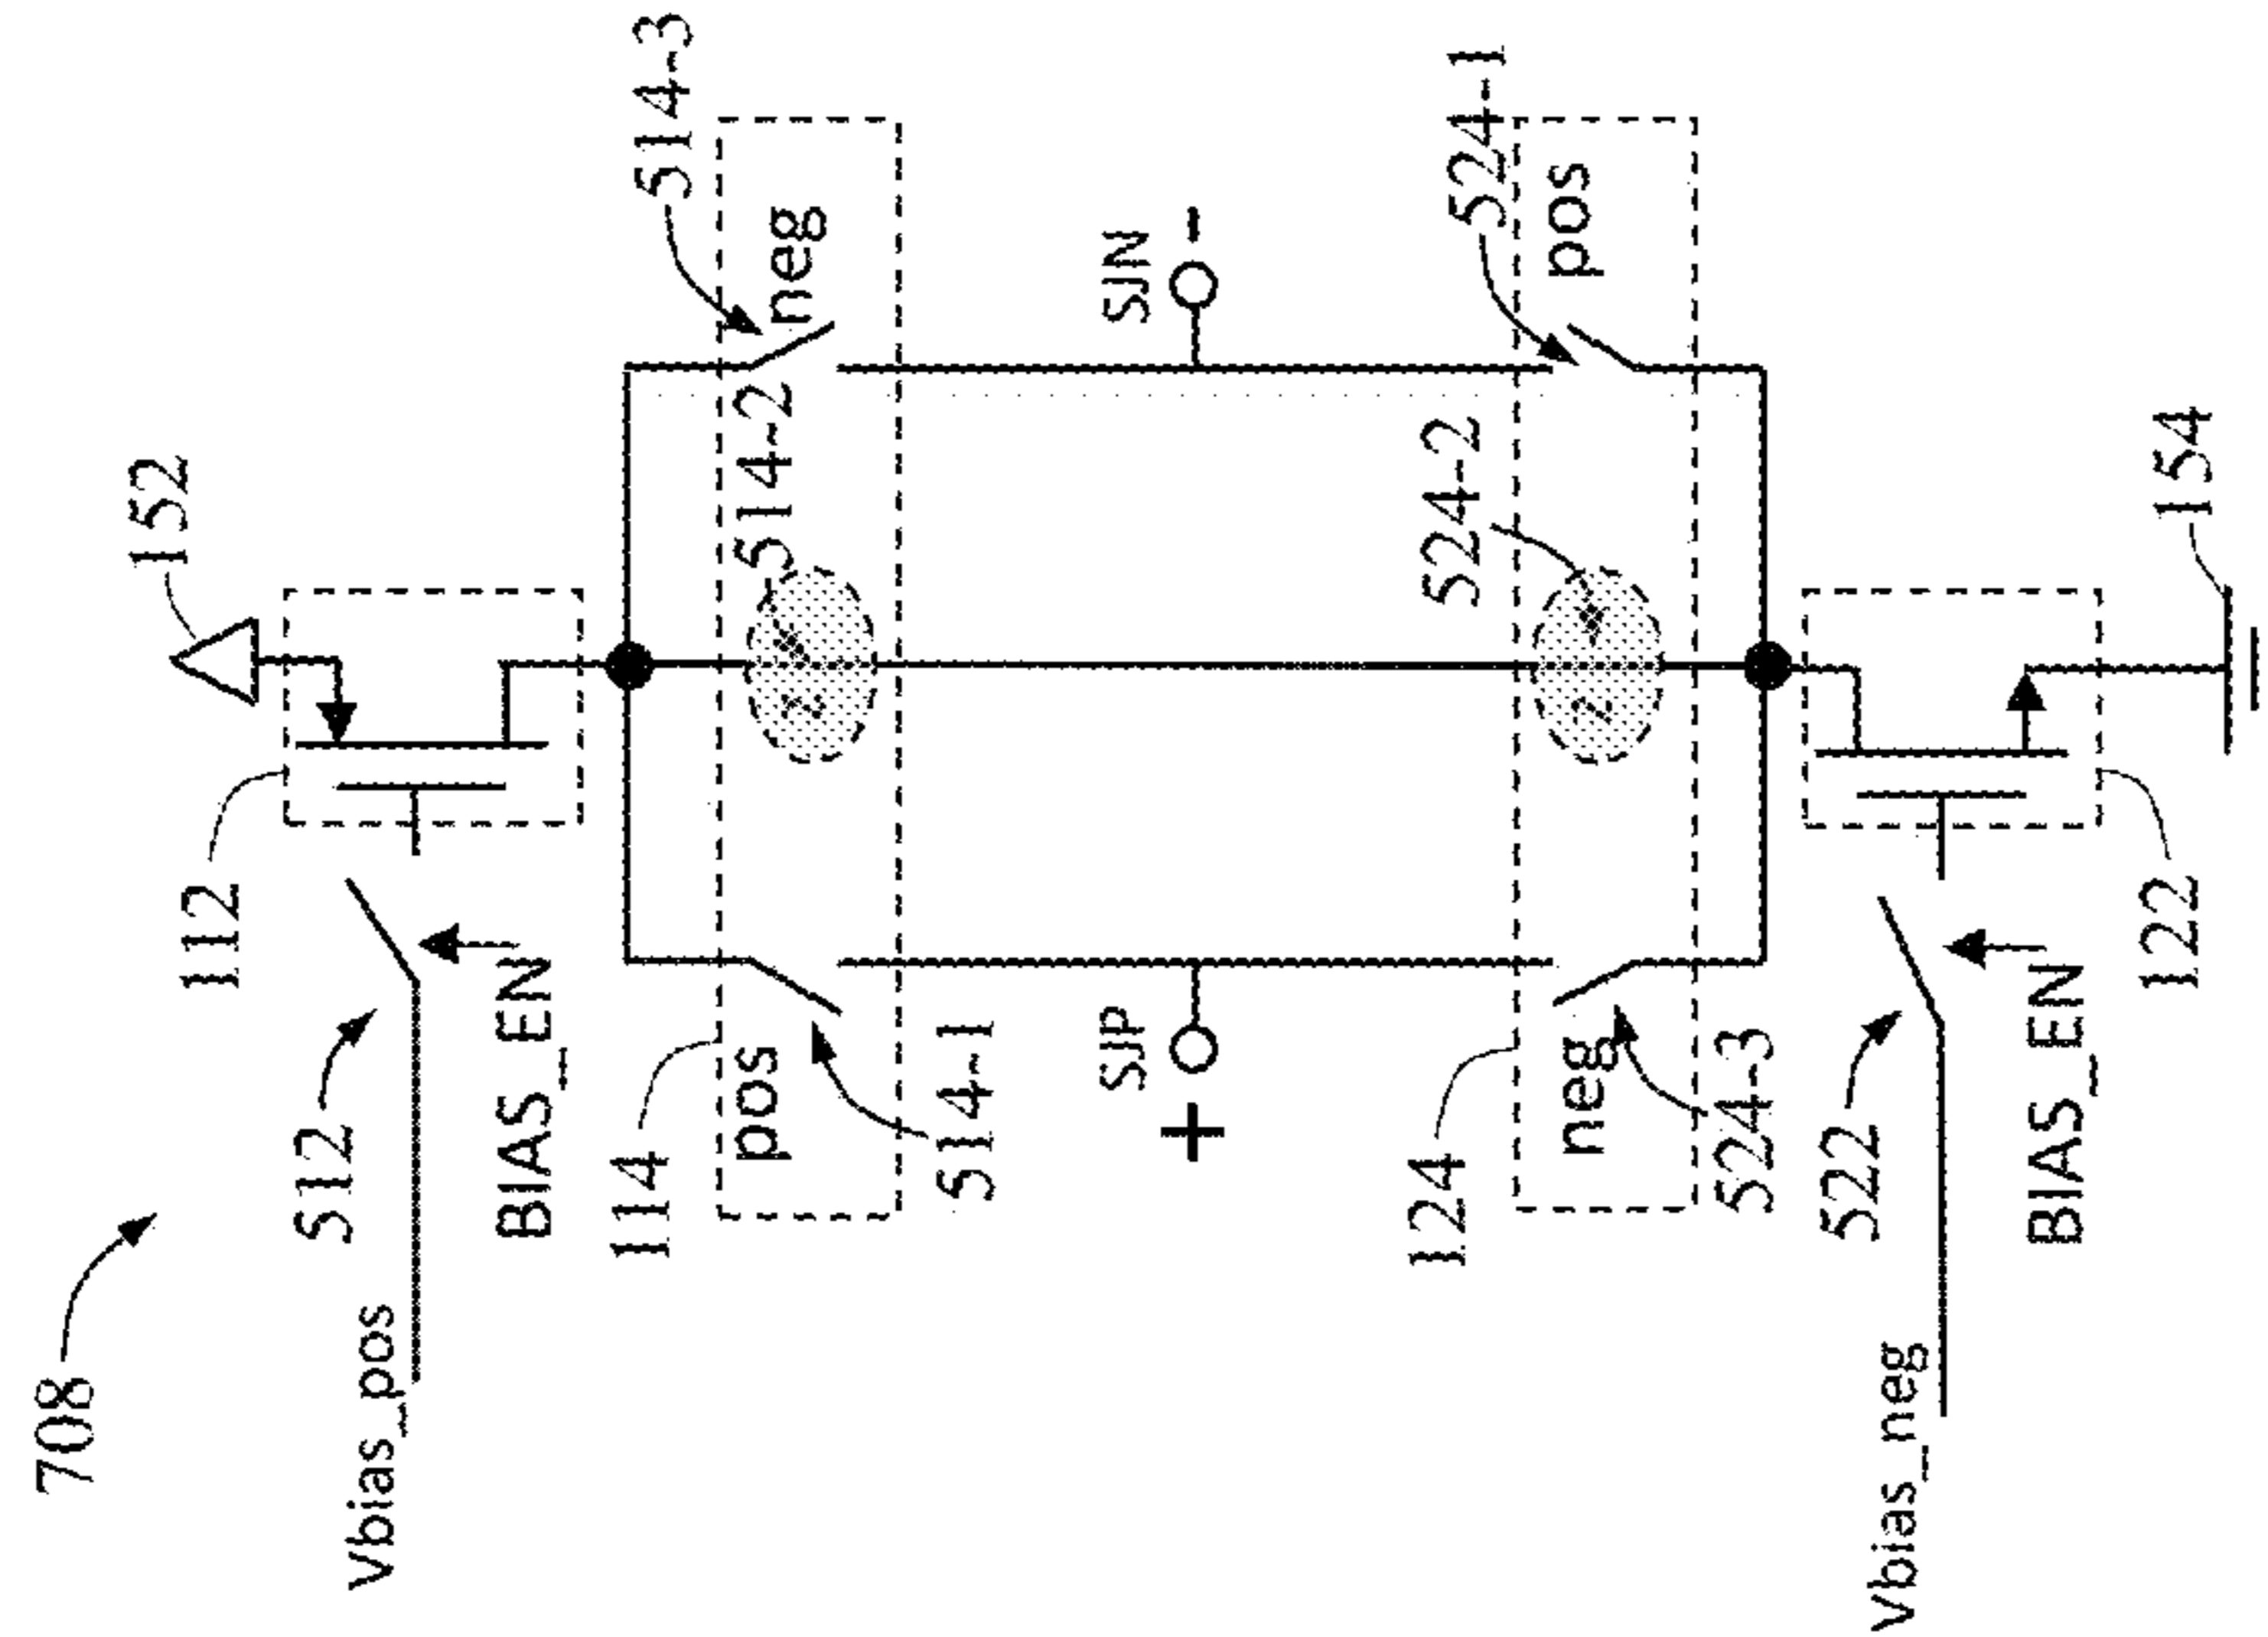 708
152
112
512
Vbias_pos
BIAS_EN
114
514-3
pos
514-2
neg
z
514-1
SJP
SJN
+
-
124
524-2
524-1
neg
z
pos
524-3
522
Vbias_neg
BIAS_EN
122
154